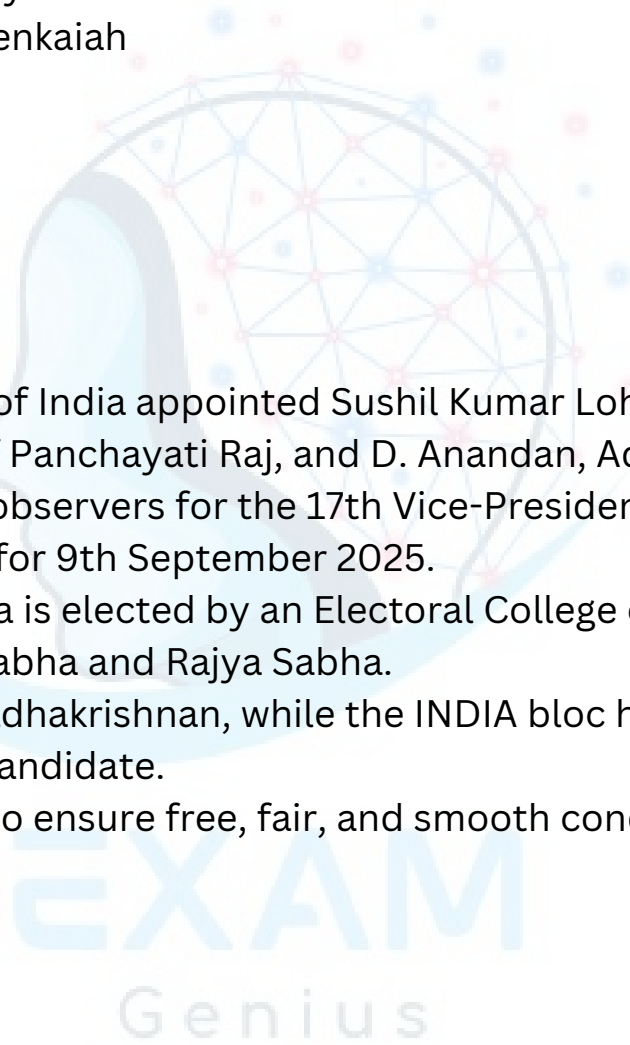 enkaiah
of India appointed Sushil Kumar Loh
Panchayati Raj, and D. Anandan, Ad
observers for the 17th Vice-Presiden
for 9th September 2025.
a is elected by an Electoral College
abha and Rajya Sabha.
dhakrishnan, while the INDIA bloc h
andidate.
o ensure free, fair, and smooth con
EXAM
Genius